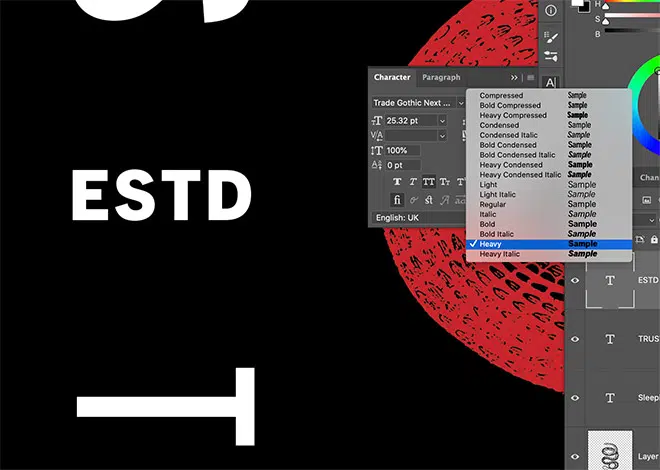 H
S
B
Character Paragraph
Trade Gothic Next ...
25.32 pt
100%
0 pt
English: UK
Compressed Sample
Bold Compressed Sample
Heavy Compressed Sample
Condensed Sample
Condensed Italic Sample
Bold Condensed Sample
Bold Condensed Italic Sample
Heavy Condensed Sample
Heavy Condensed Italic Sample
Light Sample
Light Italic Sample
Regular Sample
Italic Sample
Bold Sample
Bold Italic Sample
✓ Heavy Sample
Heavy Italic Sample
ESTD
T
Chan
T ESTD
T TRUS
T Sleep
Layer